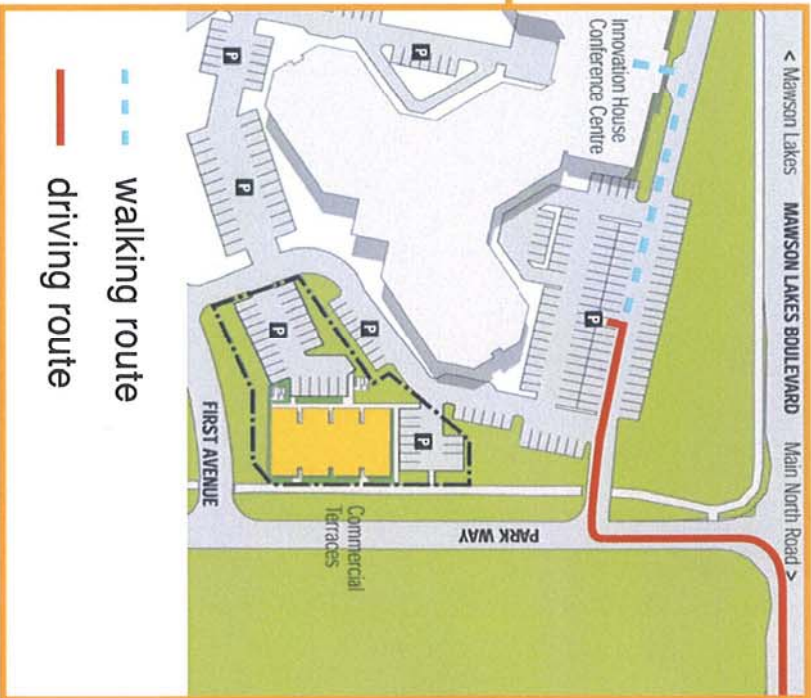 < Mawson Lakes
MAWSON LAKES BOULEVARD
Main North Road >
Innovation House
Conference Centre
P
P
P
P
P
P
P
PARK WAY
Commercial
Terraces
FIRST AVENUE
walking route
driving route